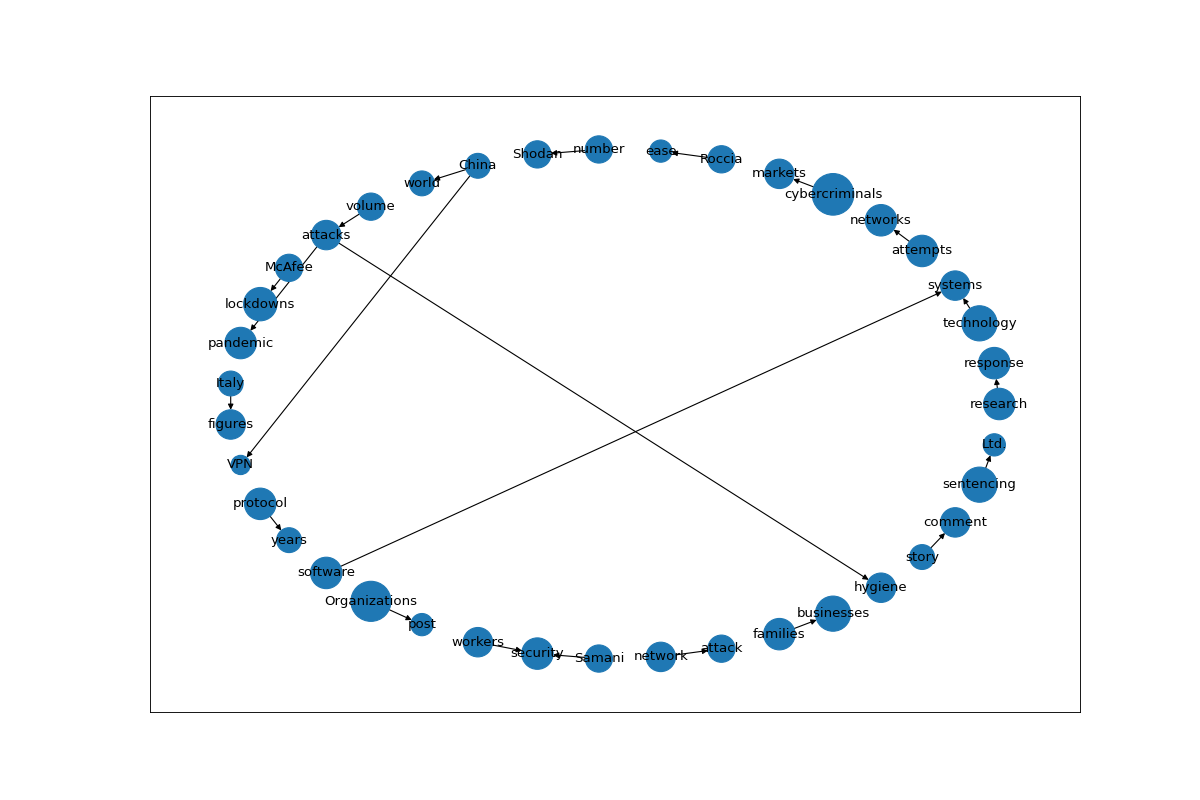 number
Shodan
ease
Roccia
China
markets
world
cybercriminals
volume
networks
attacks
attempts
McAfee
systems
lockdowns
technology
pandemic
response
Italy
research
figures
Ltd
VPN
sentencing
protocol
comment
years
story
software
hygiene
Organizations
businesses
post
families
workers
attack
security
Samani
network